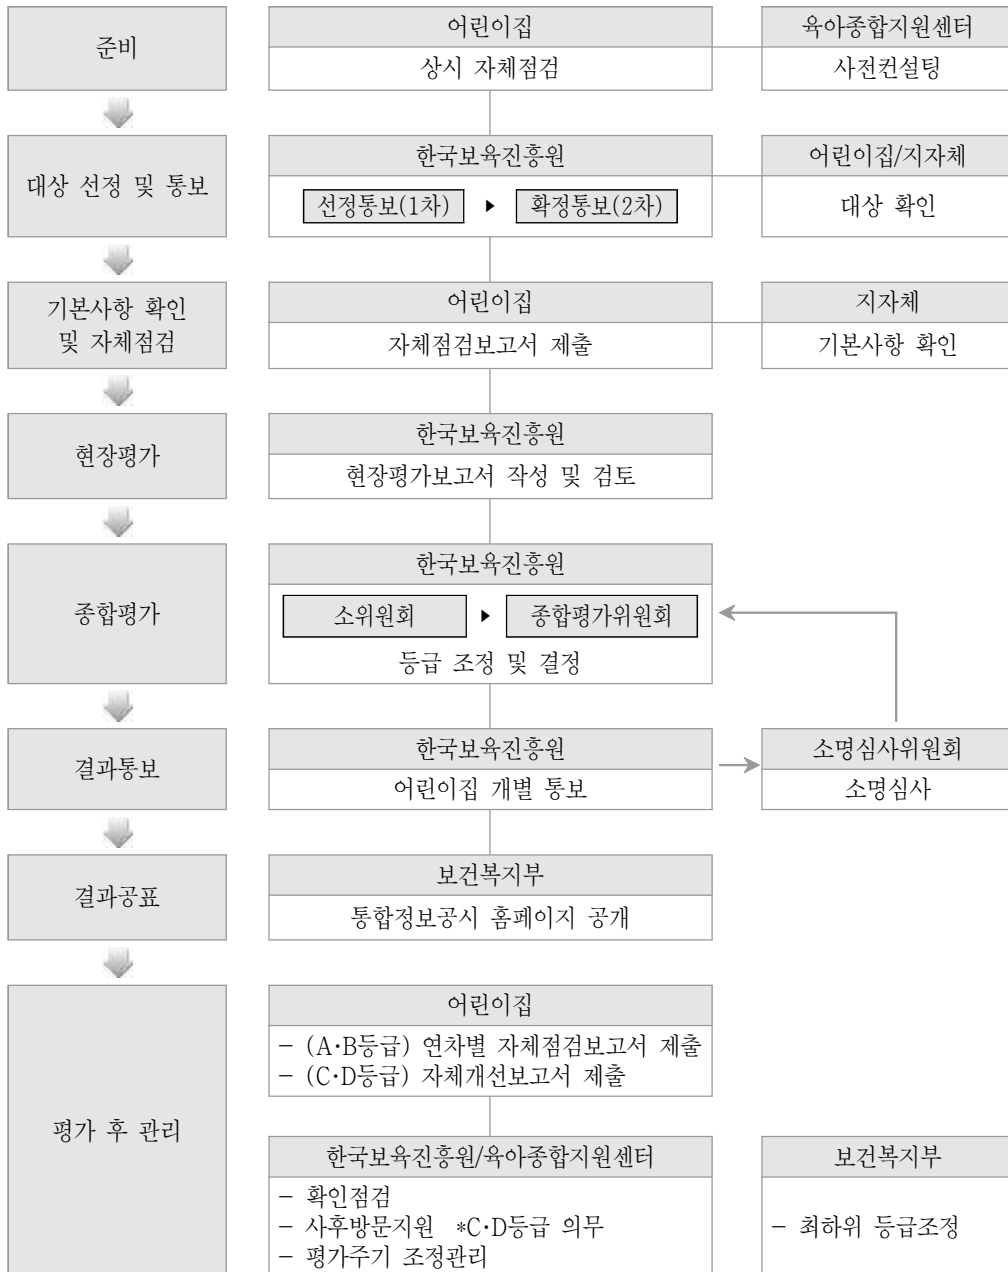 준비
어린이집
육아종합지원센터
상시 자체점검
사전컨설팅
대상 선정 및 통보
한국보육진흥원
어린이집/지자체
선정통보(1차) ▶ 확정통보(2차)
대상 확인
기본사항 확인
및 자체점검
어린이집
지자체
자체점검보고서 제출
기본사항 확인
현장평가
한국보육진흥원
현장평가보고서 작성 및 검토
종합평가
한국보육진흥원
소위원회 ▶ 종합평가위원회
등급 조정 및 결정
결과통보
한국보육진흥원
소명심사위원회
어린이집 개별 통보
소명심사
결과공표
보건복지부
통합정보공시 홈페이지 공개
평가 후 관리
어린이집
- (A·B등급) 연차별 자체점검보고서 제출
- (C·D등급) 자체개선보고서 제출
한국보육진흥원/육아종합지원센터
보건복지부
- 확인점검
- 사후방문지원 *C·D등급 의무
- 평가주기 조정관리
- 최하위 등급조정